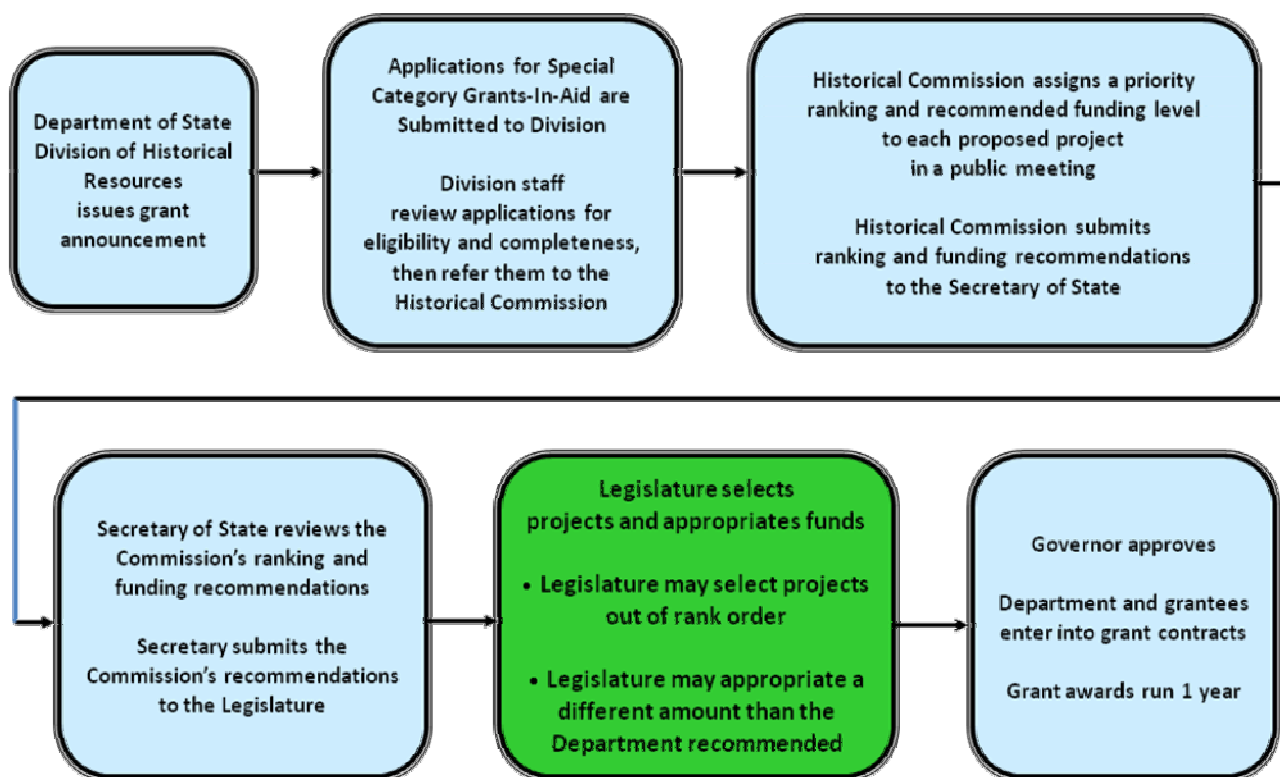 Department of State
Division of Historical
Resources
issues grant
announcement
Applications for Special
Category Grants-In-Aid are
Submitted to Division
Division staff
review applications for
eligibility and completeness,
then refer them to the
Historical Commission
Historical Commission assigns a priority
ranking and recommended funding level
to each proposed project
in a public meeting
Historical Commission submits
ranking and funding recommendations
to the Secretary of State
Secretary of State reviews the
Commission's ranking and
funding recommendations
Secretary submits the
Commission's recommendations
to the Legislature
Legislature selects
projects and appropriates funds
• Legislature may select projects
out of rank order
• Legislature may appropriate a
different amount than the
Department recommended
Governor approves
Department and grantees
enter into grant contracts
Grant awards run 1 year